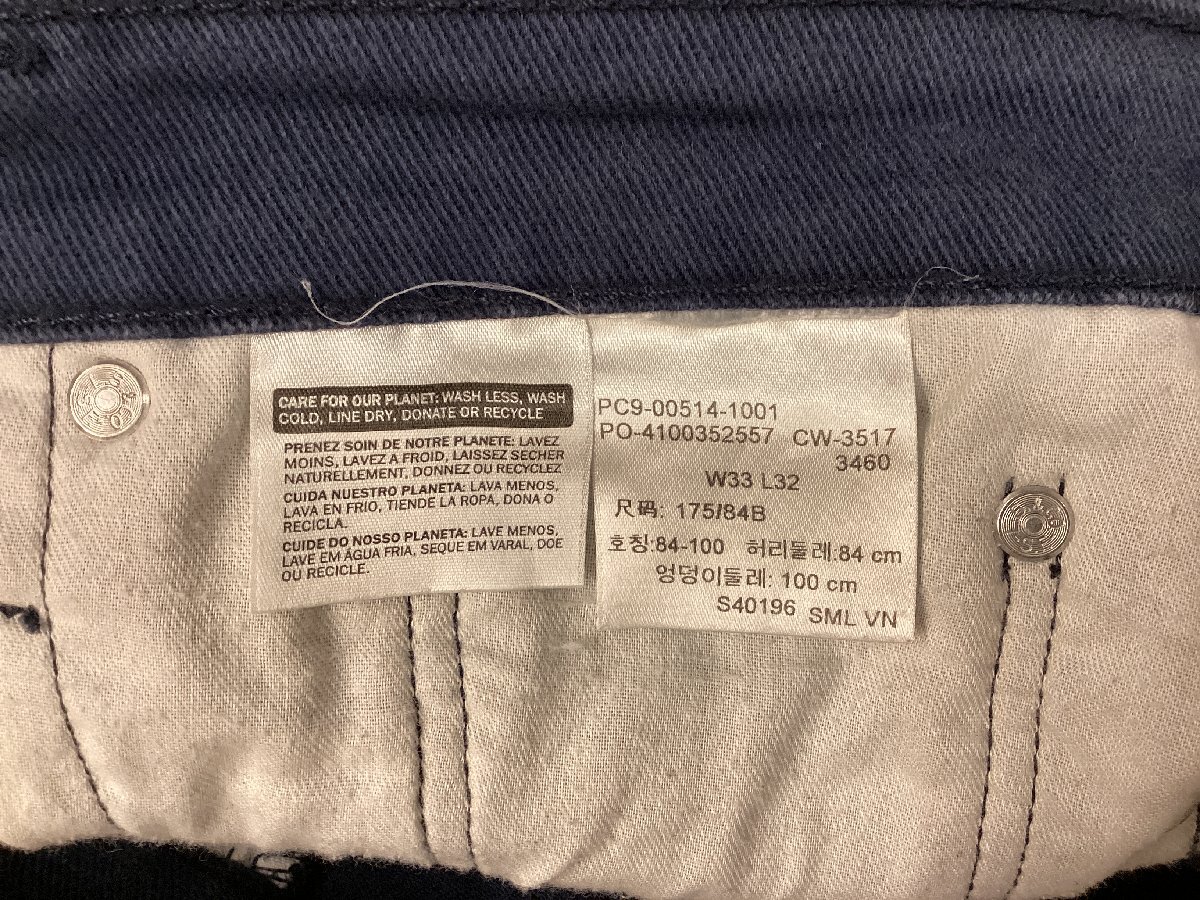 CARE FOR OUR PLANET: WASH LESS, WASH
COLD, LINE DRY, DONATE OR RECYCLE
PRENEZ SOIN DE NOTRE PLANETE: LAVEZ
MOINS, LAVEZ A FROID, LAISSEZ SECHER
NATURELLEMENT, DONNEZ OU RECYCLEZ
CUIDA NUESTRO PLANETA: LAVA MENOS,
LAVA EN FRIO, TIENDE LA ROPA, DONA O
RECICLA.
CUIDE DO NOSSO PLANETA: LAVE MENOS,
LAVE EM ÁGUA FRIA, SEQUE EM VARAL, DOE
OU RECICLE.
PC9-00514-1001
PO-4100352557 CW-3517
3460
W33 L32
尺码: 175/84B
호칭:84-100 허리둘레:84 cm
엉덩이둘레: 100 cm
S40196 SML VN